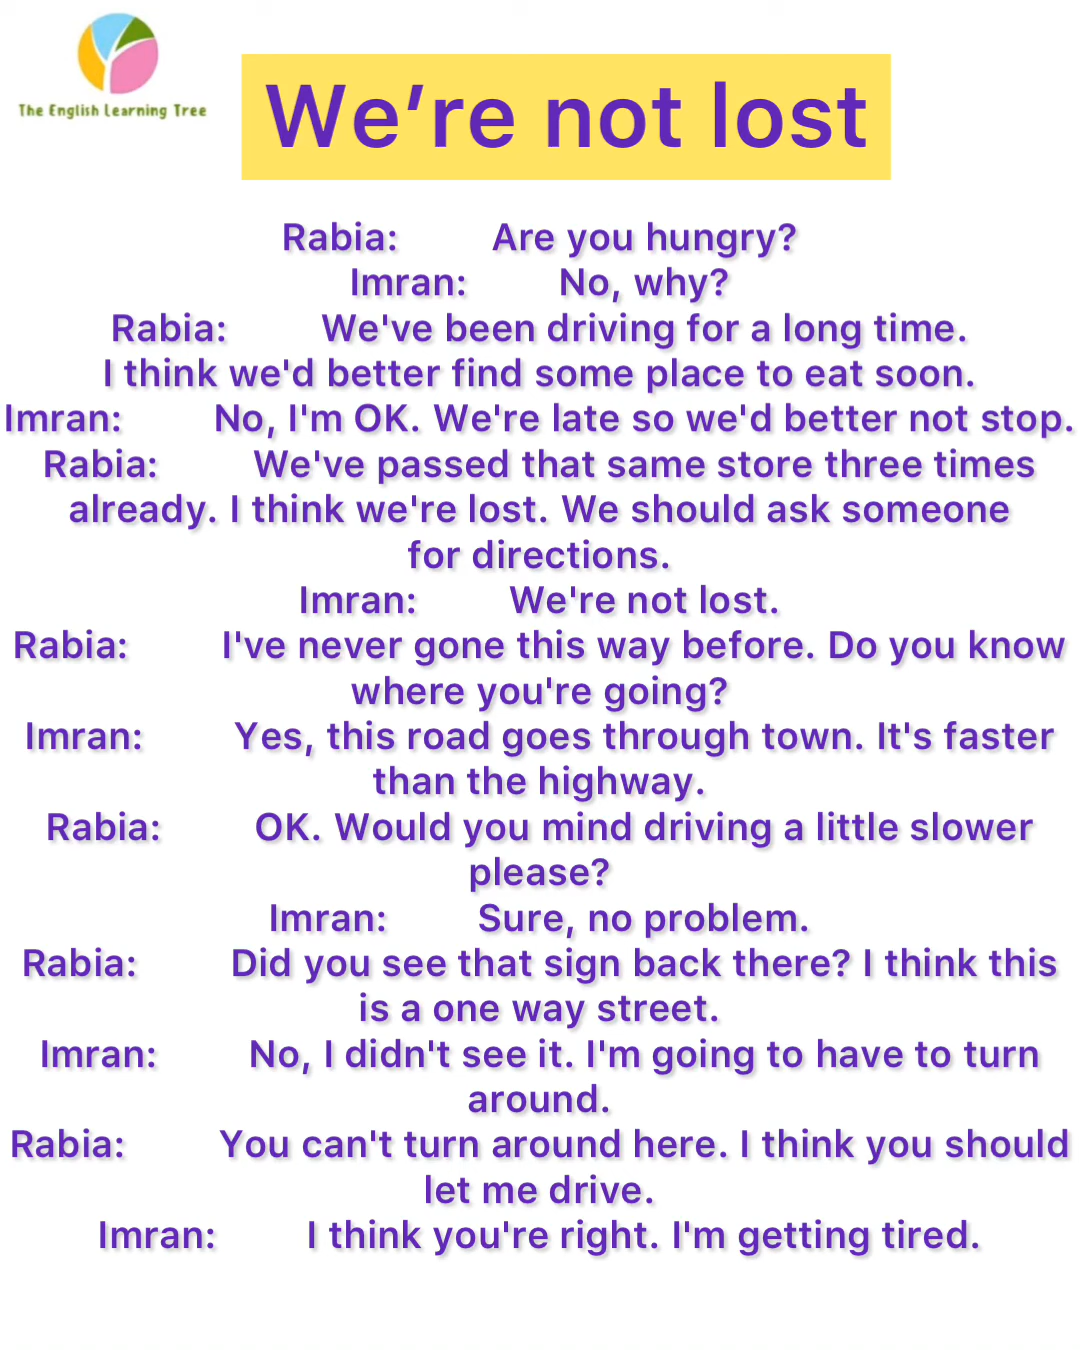 The English Learning Tree
We’re not lost
Rabia: Are you hungry?
Imran: No, why?
Rabia: We've been driving for a long time.
I think we'd better find some place to eat soon.
Imran: No, I'm OK. We're late so we'd better not stop.
Rabia: We've passed that same store three times
already. I think we're lost. We should ask someone
for directions.
Imran: We're not lost.
Rabia: I've never gone this way before. Do you know
where you're going?
Imran: Yes, this road goes through town. It's faster
than the highway.
Rabia: OK. Would you mind driving a little slower
please?
Imran: Sure, no problem.
Rabia: Did you see that sign back there? I think this
is a one way street.
Imran: No, I didn't see it. I'm going to have to turn
around.
Rabia: You can't turn around here. I think you should
let me drive.
Imran: I think you're right. I'm getting tired.